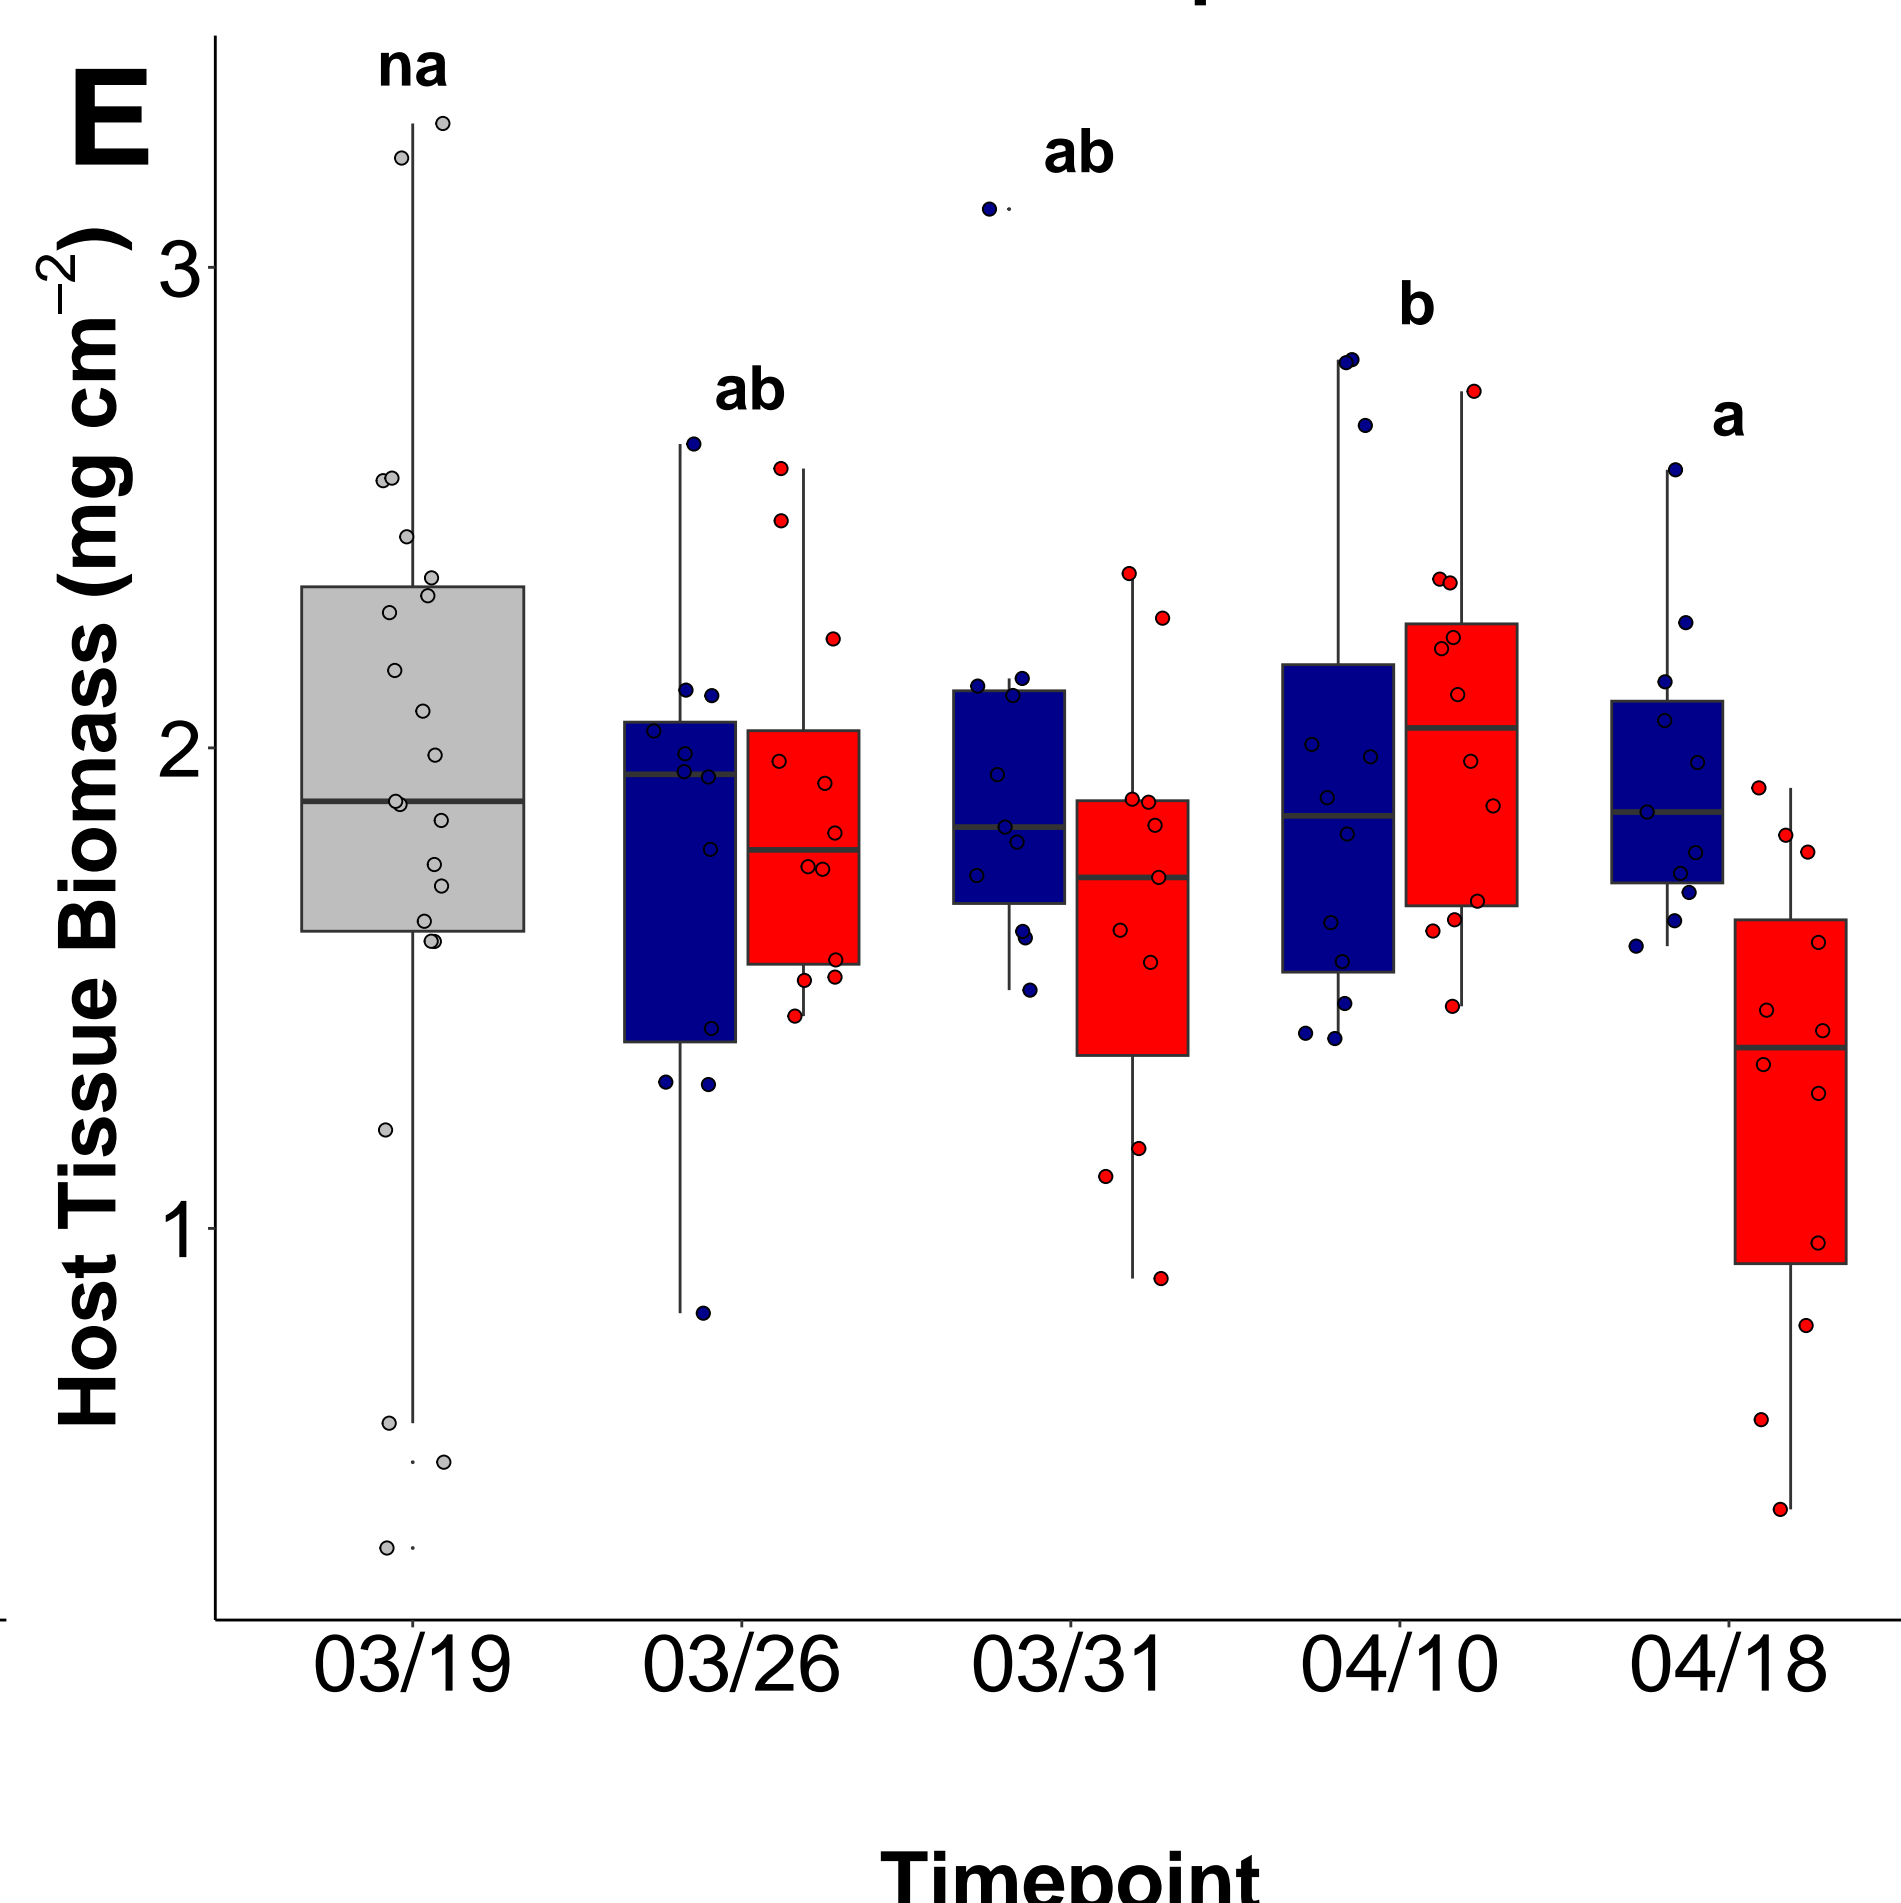 E
na
ab
ab
b
a
Host Tissue Biomass (mg cm⁻²)
3
2
1
03/19 03/26 03/31 04/10 04/18
Timepoint